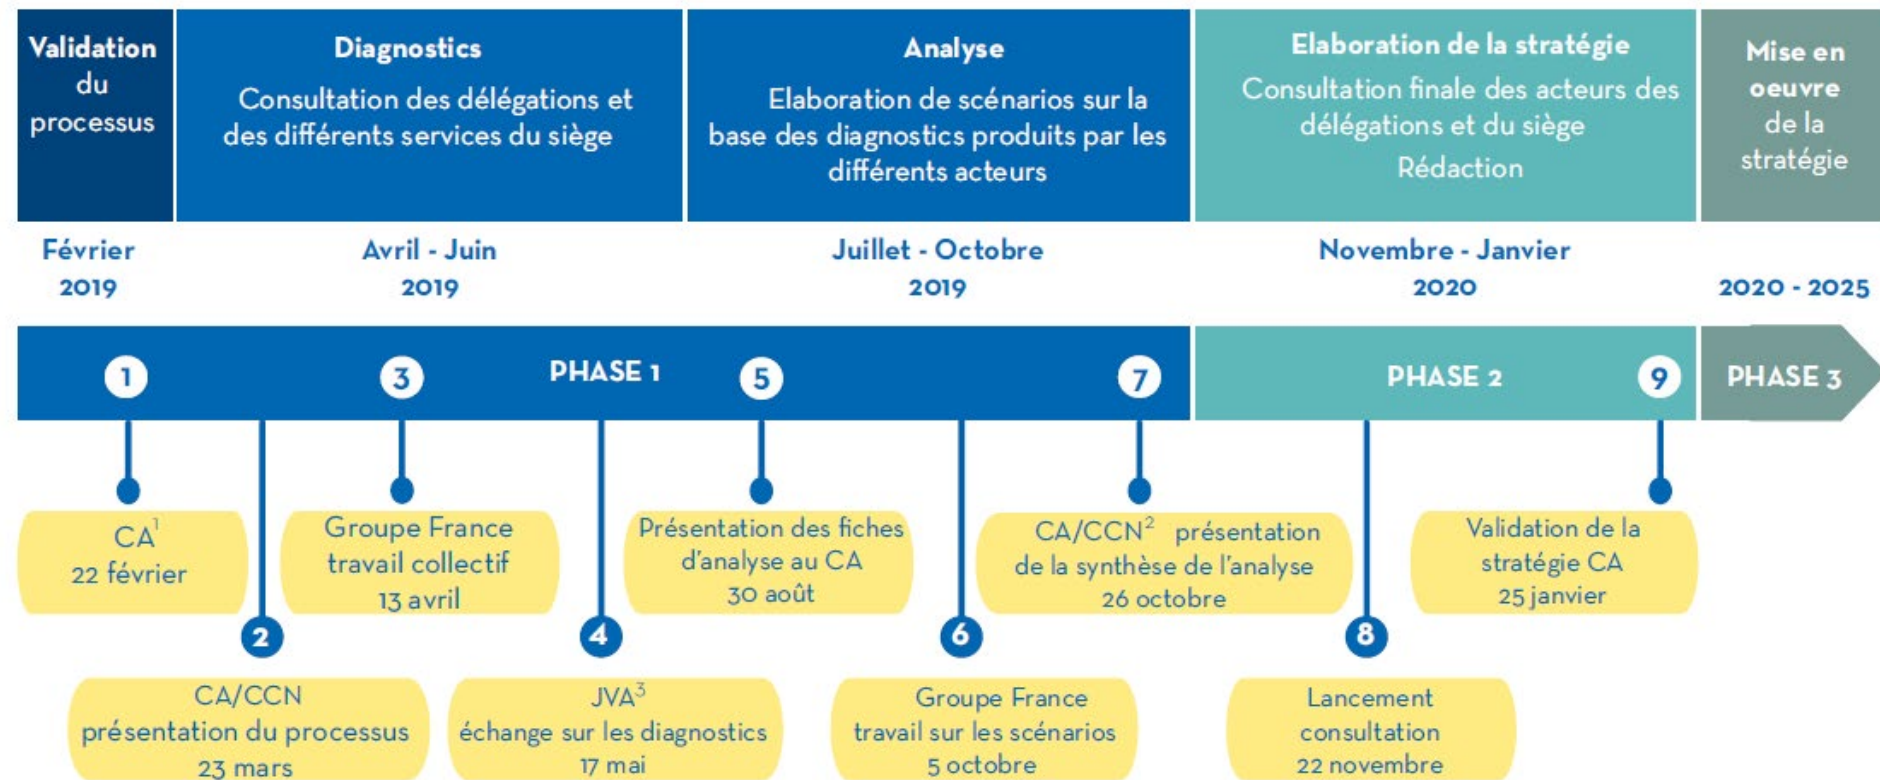 Validation
du
processus
Diagnostics
Consultation des délégations et
des différents services du siège
Analyse
Elaboration de scénarios sur la
base des diagnostics produits par les
différents acteurs
Elaboration de la stratégie
Consultation finale des acteurs des
délégations et du siège
Rédaction
Mise en
oeuvre
de la
stratégie
Février
2019
Avril - Juin
2019
Juillet - Octobre
2019
Novembre - Janvier
2020
2020 - 2025
1
3
PHASE 1
5
7
PHASE 2
9
PHASE 3
CA¹
22 février
Groupe France
travail collectif
13 avril
Présentation des fiches
d'analyse au CA
30 août
CA/CCN² présentation
de la synthèse de l'analyse
26 octobre
Validation de la
stratégie CA
25 janvier
2
4
6
8
CA/CCN
présentation du processus
23 mars
JVA³
échange sur les diagnostics
17 mai
Groupe France
travail sur les scénarios
5 octobre
Lancement
consultation
22 novembre